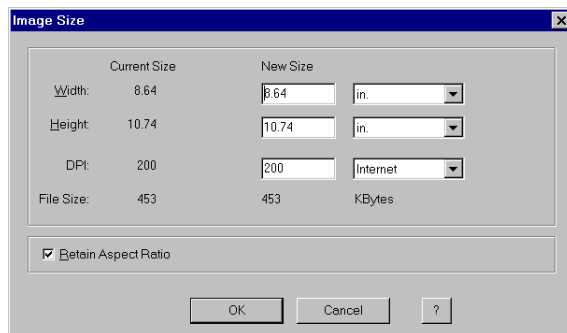 Image Size
Current Size New Size
Width: 8.64 8.64 in.
Height: 10.74 10.74 in.
DPI: 200 200 Internet
File Size: 453 453 KBytes
Retain Aspect Ratio
OK Cancel ?